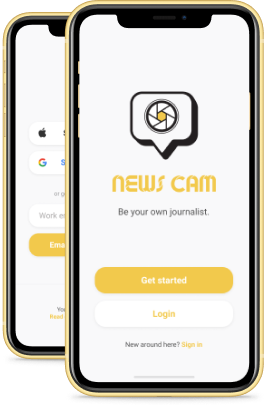 NEWS CAM
Be your own journalist.
Get started
Login
New around here? Sign in
G
or
Work
Ema
Yo
Read